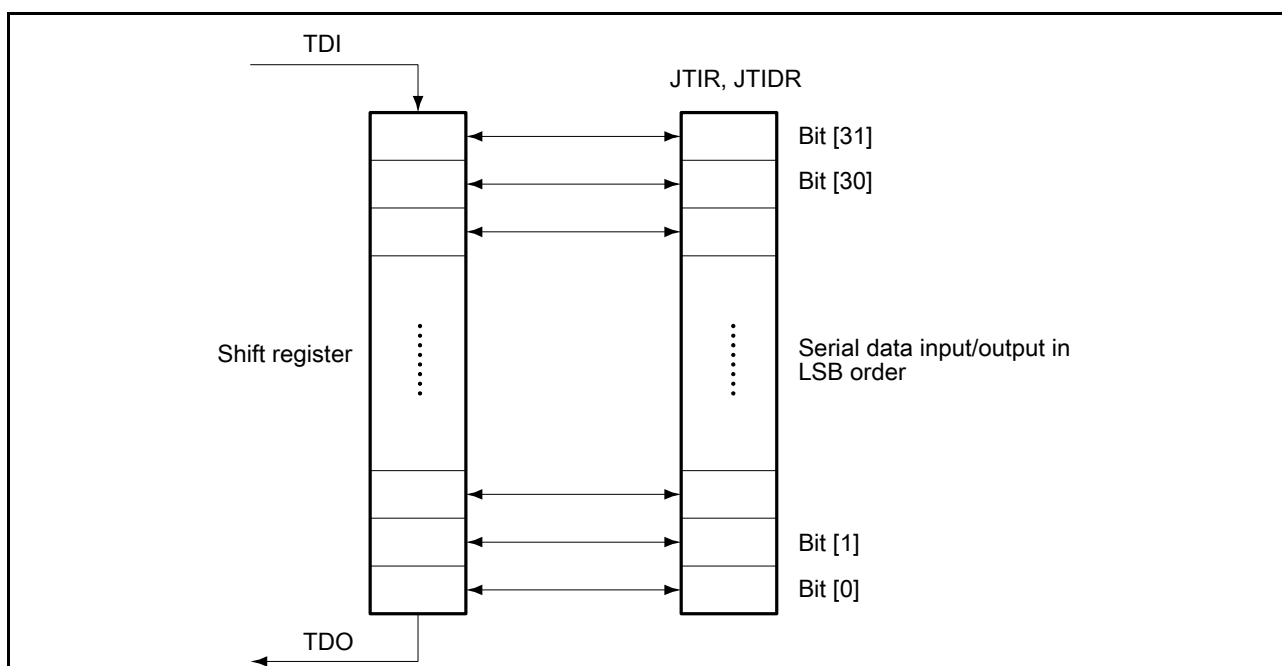 TDI
JTIR, JTIDR
Bit [31]
Bit [30]
Shift register
Serial data input/output in
LSB order
Bit [1]
Bit [0]
TDO